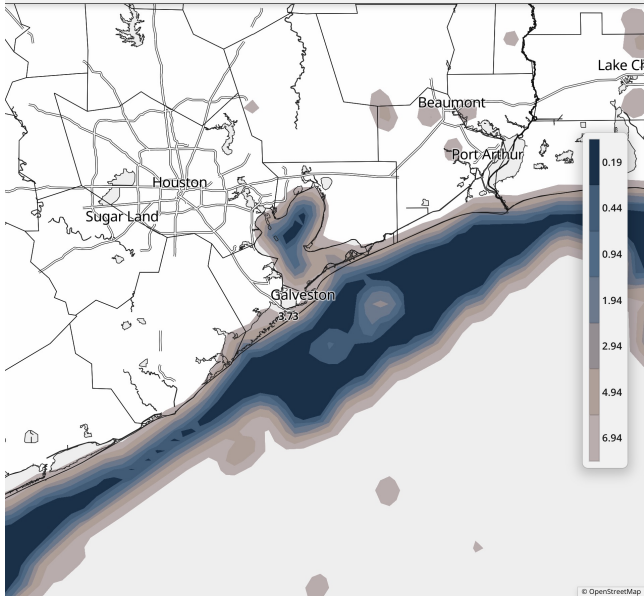 Lake Ch
Beaumont
Port Arthur
Houston
Sugar Land
Galveston
3.73
0.19
0.44
0.94
1.94
2.94
4.94
6.94
© OpenStreetMap